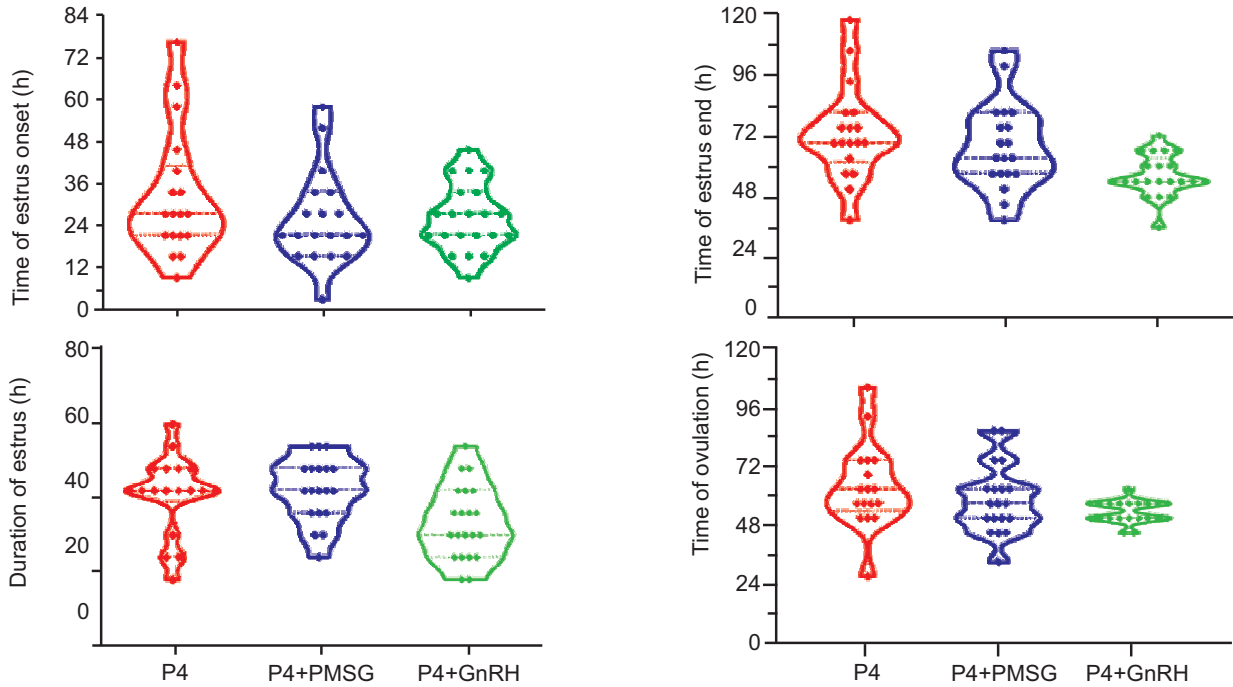 Time of estrus onset (h)
84
72
60
48
36
24
12
0
Time of estrus end (h)
120
96
72
48
24
0
Duration of estrus (h)
80
60
40
20
0
P4
P4+PMSG
P4+GnRH
Time of ovulation (h)
120
96
72
48
24
0
P4
P4+PMSG
P4+GnRH